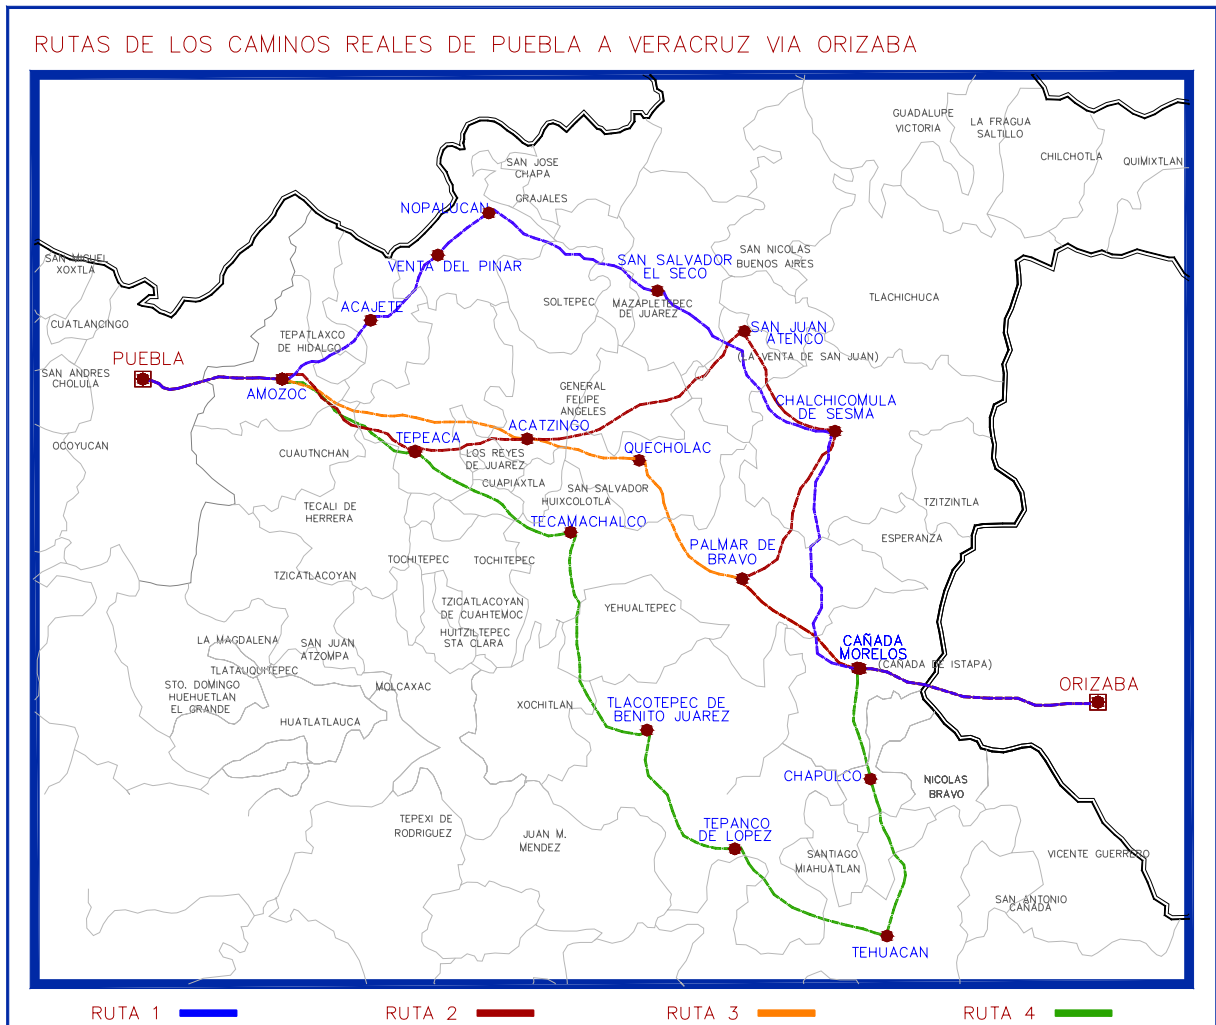 RUTAS DE LOS CAMINOS REALES DE PUEBLA A VERACRUZ VIA ORIZABA
GUADALUPE
VICTORIA
LA FRAGUA
SALTILLO
CHILCHOTLA
QUIMIXTLAN
SAN JOSE
CHAPA
GRAJALES
NOPALUCAN
SAN MIGUEL
XOXTLA
VENTA DEL PINAR
SAN SALVADOR
EL SECO
SAN NICOLAS
BUENOS AIRES
TLACHICHUCA
SOLTEPEC
MAZAPLETEPEC
DE JUAREZ
ACAJETE
CUATLANCINGO
TEPATLAXCO
DE HIDALGO
SAN JUAN
ATENCO
(LA VENTA DE SAN JUAN)
PUEBLA
SAN ANDRES
CHOLULA
AMOZOC
GENERAL
FELIPE
ANGELES
CHALCHICOMULA
DE SESMA
OCOYUCAN
CUAUTNCHAN
TEPEACA
ACATZINGO
LOS REYES
DE JUAREZ
QUECHOLAC
CUAPIAXTLA
SAN SALVADOR
HUIXCOLOTLA
TECALI DE
HERRERA
TECAMACHALCO
TZITZINTLA
ESPERANZA
PALMAR DE
BRAVO
TOCHITEPEC
TOCHITEPEC
TZICATLACOYAN
TZICATLACOYAN
DE CUAHTEMOC
HUITZILTEPEC
STA CLARA
YEHUALTEPEC
LA MAGDALENA
SAN JUAN
ATZOMPA
TLATAUQUITEPEC
STO. DOMINGO
HUEHUETLAN
EL GRANDE
MOLCAXAC
HUATLATLAUCA
CAÑADA
MORELOS
(CAÑADA DE ISTAPA)
ORIZABA
XOCHITLAN
TLACOTEPEC DE
BENITO JUAREZ
CHAPULCO
NICOLAS
BRAVO
TEPEXI DE
RODRIGUEZ
JUAN M.
MENDEZ
TEPANCO
DE LOPEZ
SANTIAGO
MIAHUATLAN
VICENTE GUERRERO
SAN ANTONIO
CAÑADA
TEHUACAN
RUTA 1
RUTA 2
RUTA 3
RUTA 4